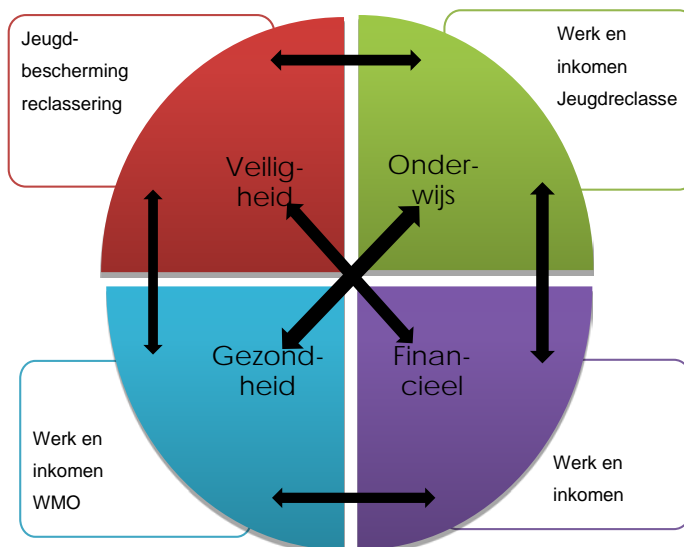 Jeugd-
bescherming
reclassering
Werk en
inkomen
Jeugdreclasse
Veilig-
heid
Onder-
wijs
Gezond-
heid
Financ-
cieel
Werk en
inkomen
WMO
Werk en
inkomen